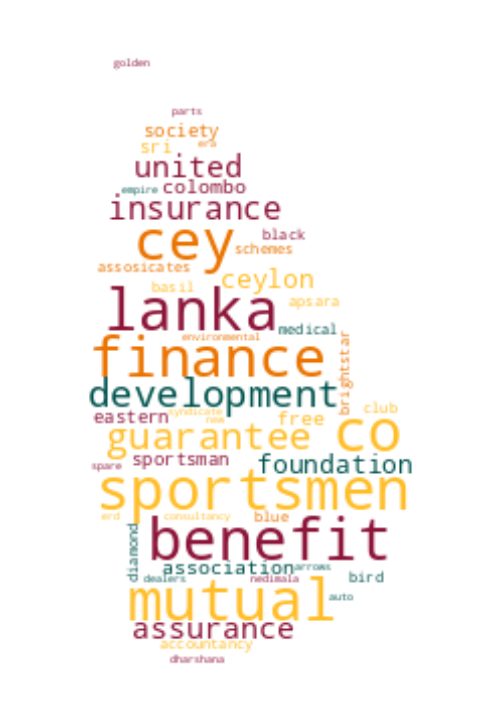 golden
parts
society
sri era
united
empire colombo
insurance
black
cey schemes
assosicates
ceylon
basil
lanka apsara
medical
environmental
finance brightstar
development
eastern syndicate club
new free
guarantee co
spare sportsman foundation
sportsmen
erd consultancy blue
diamond benefit
association arrows
dealers nedimala bird
mutual auto
assurance
accountancy
dharshana